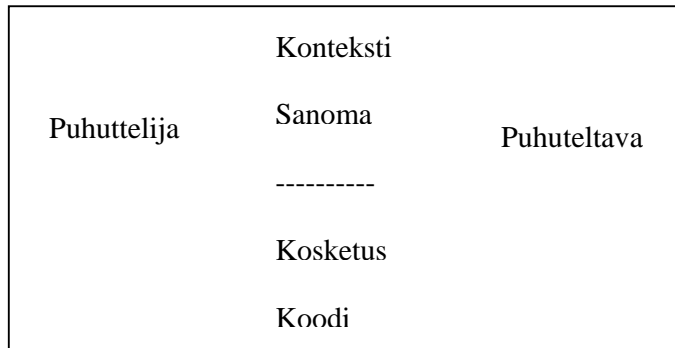 Konteksti
Sanoma
Puhuttelija
Puhuteltava
----------
Kosketus
Koodi